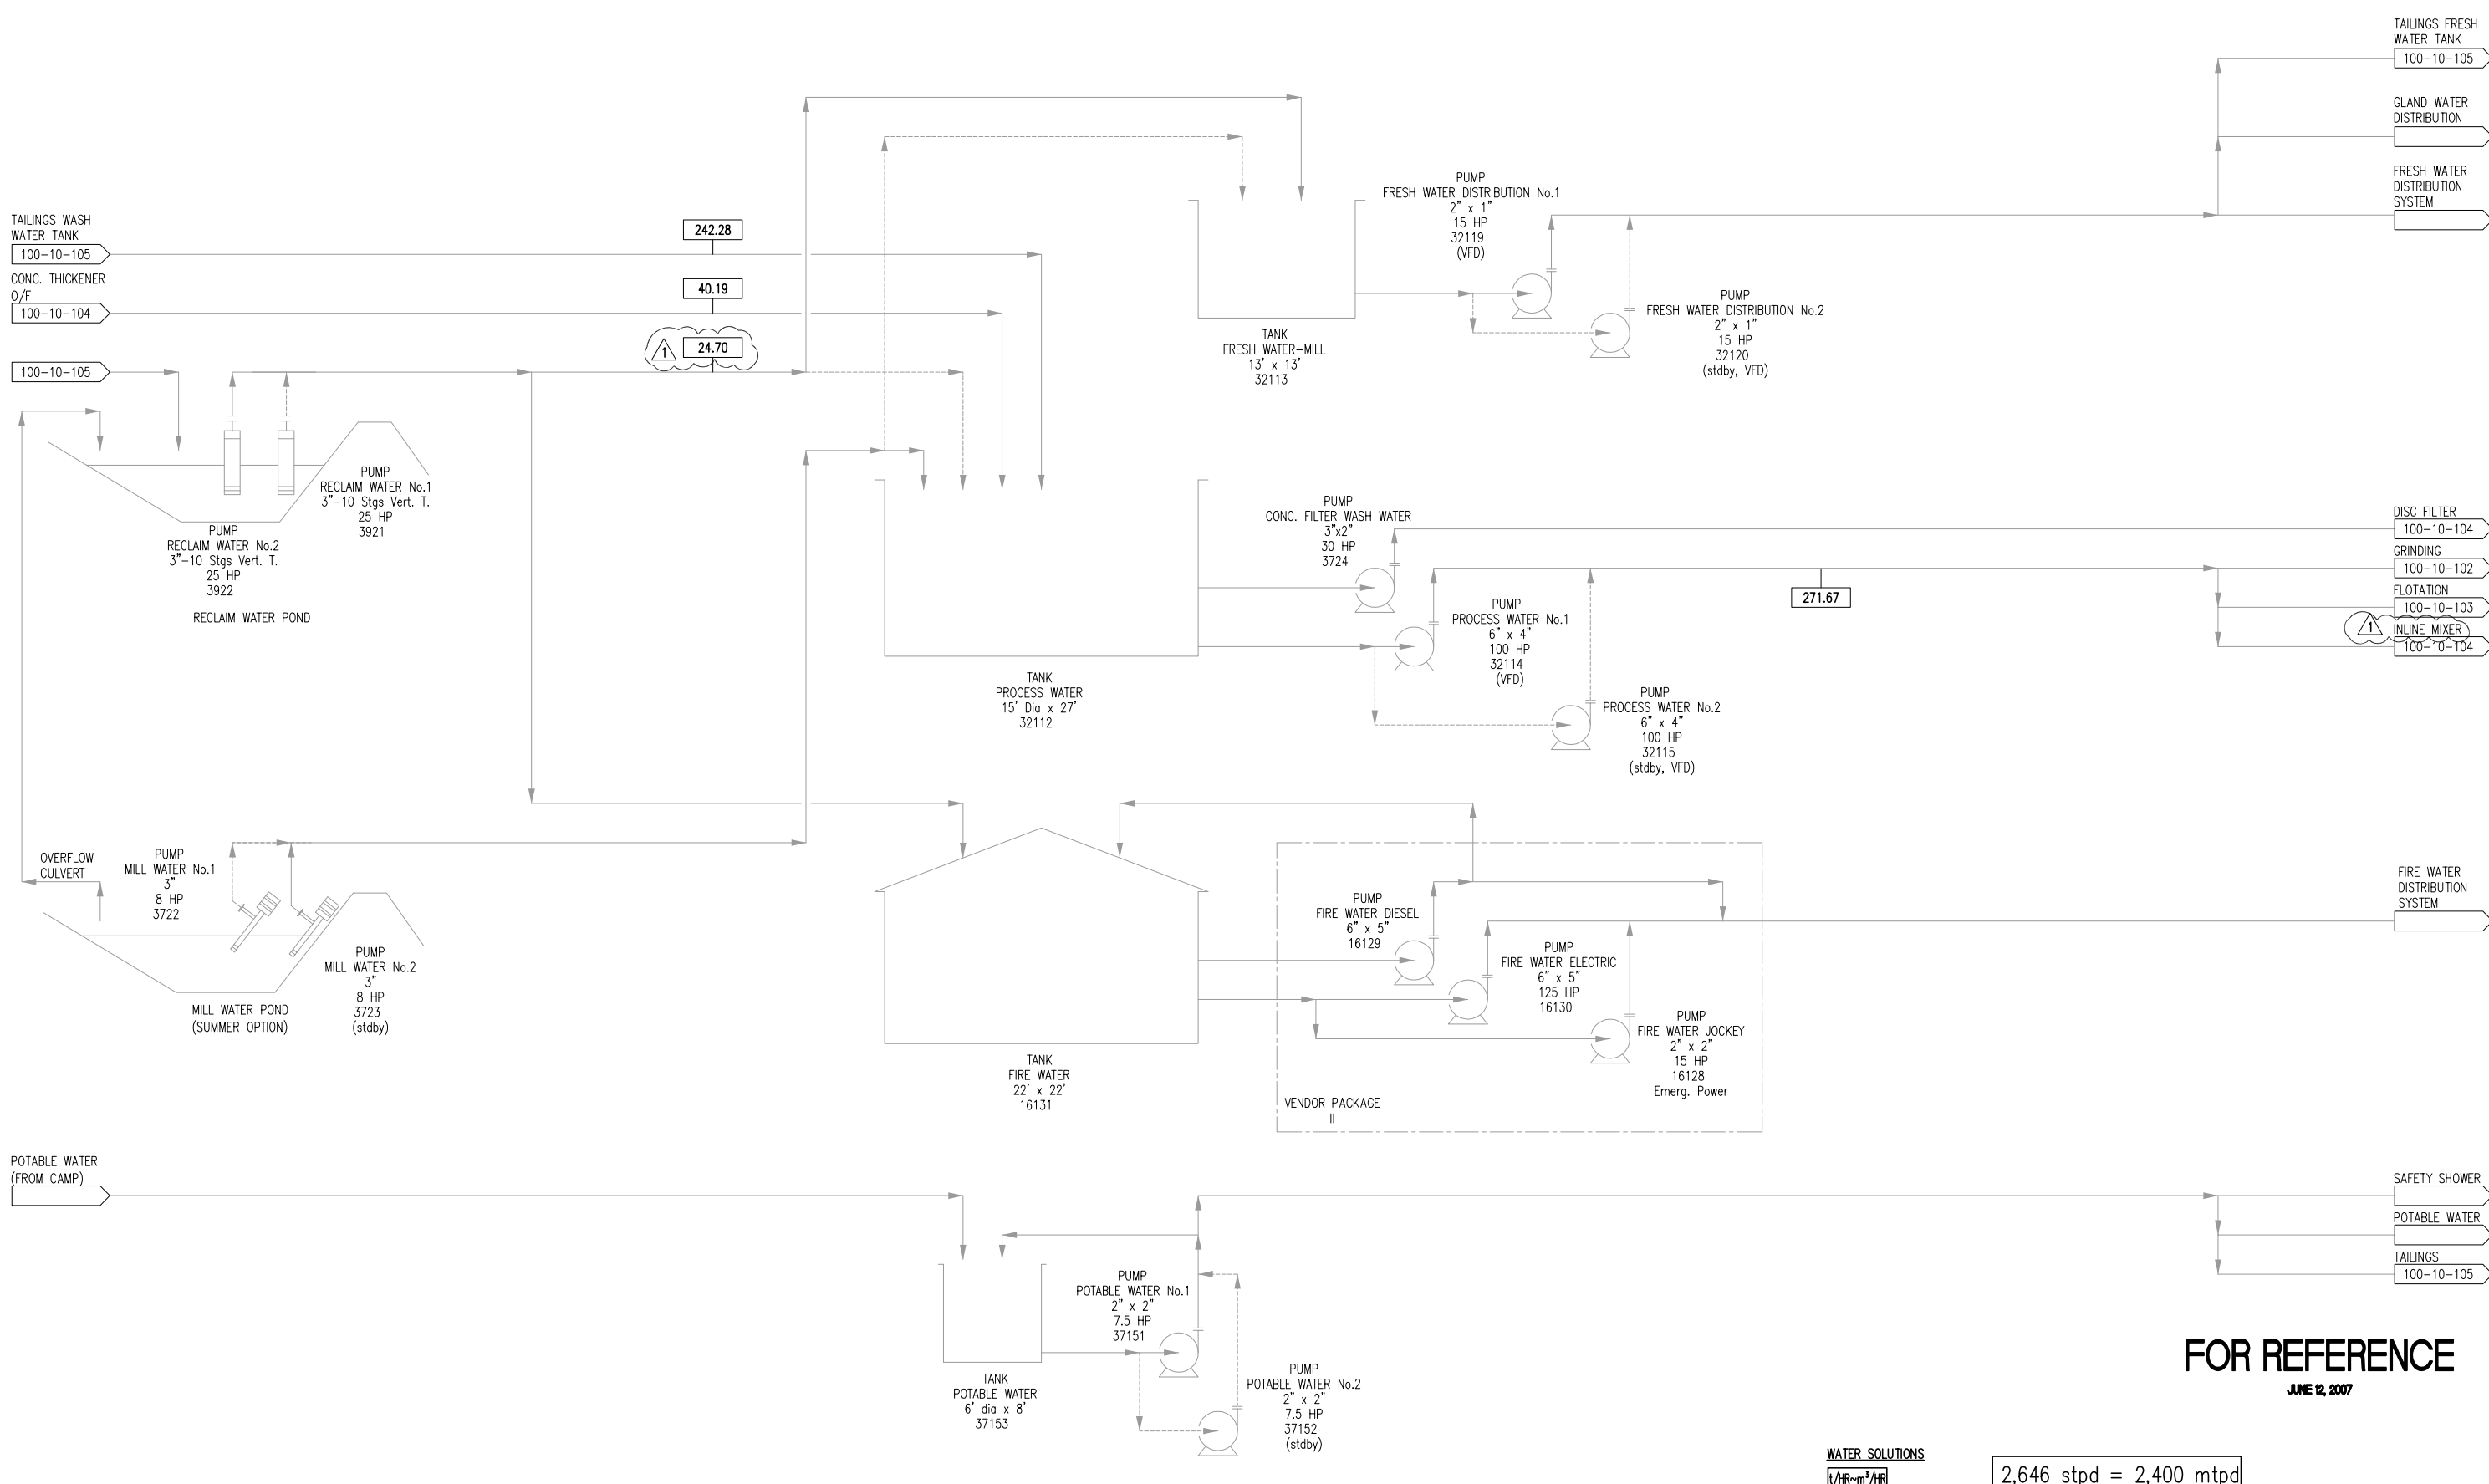 TAILINGS FRESH
WATER TANK
100-10-105
GLAND WATER
DISTRIBUTION
FRESH WATER
DISTRIBUTION
SYSTEM
PUMP
FRESH WATER DISTRIBUTION No.1
2" x 1"
15 HP
32119
(VFD)
TAILINGS WASH
WATER TANK
100-10-105
242.28
CONC. THICKENER
O/F
100-10-104
40.19
1
24.70
100-10-105
PUMP
FRESH WATER DISTRIBUTION No.2
2" x 1"
15 HP
32120
(stdby, VFD)
TANK
FRESH WATER-MILL
13' x 13'
32113
PUMP
RECLAIM WATER No.1
3"-10 Stgs Vert. T.
25 HP
3921
PUMP
RECLAIM WATER No.2
3"-10 Stgs Vert. T.
25 HP
3922
RECLAIM WATER POND
PUMP
CONC. FILTER WASH WATER
3"x2"
30 HP
3724
DISC FILTER
100-10-104
GRINDING
100-10-102
FLOTATION
100-10-103
1
INLINE MIXER
100-10-104
271.67
PUMP
PROCESS WATER No.1
6" x 4"
100 HP
32114
(VFD)
PUMP
PROCESS WATER No.2
6" x 4"
100 HP
32115
(stdby, VFD)
TANK
PROCESS WATER
15' Dia x 27'
32112
OVERFLOW
CULVERT
PUMP
MILL WATER No.1
3"
8 HP
3722
PUMP
MILL WATER No.2
3"
8 HP
3723
(stdby)
MILL WATER POND
(SUMMER OPTION)
PUMP
FIRE WATER DIESEL
6" x 5"
16129
PUMP
FIRE WATER ELECTRIC
6" x 5"
125 HP
16130
PUMP
FIRE WATER JOCKEY
2" x 2"
15 HP
16128
Emerg. Power
FIRE WATER
DISTRIBUTION
SYSTEM
TANK
FIRE WATER
22' x 22'
16131
VENDOR PACKAGE
II
POTABLE WATER
(FROM CAMP)
SAFETY SHOWER
POTABLE WATER
TAILINGS
100-10-105
PUMP
POTABLE WATER No.1
2" x 2"
7.5 HP
37151
PUMP
POTABLE WATER No.2
2" x 2"
7.5 HP
37152
(stdby)
TANK
POTABLE WATER
6' dia x 8'
37153
FOR REFERENCE
JUNE 12, 2007
WATER SOLUTIONS
t/HR~m³/HR
2,646 stpd = 2,400 mtpd